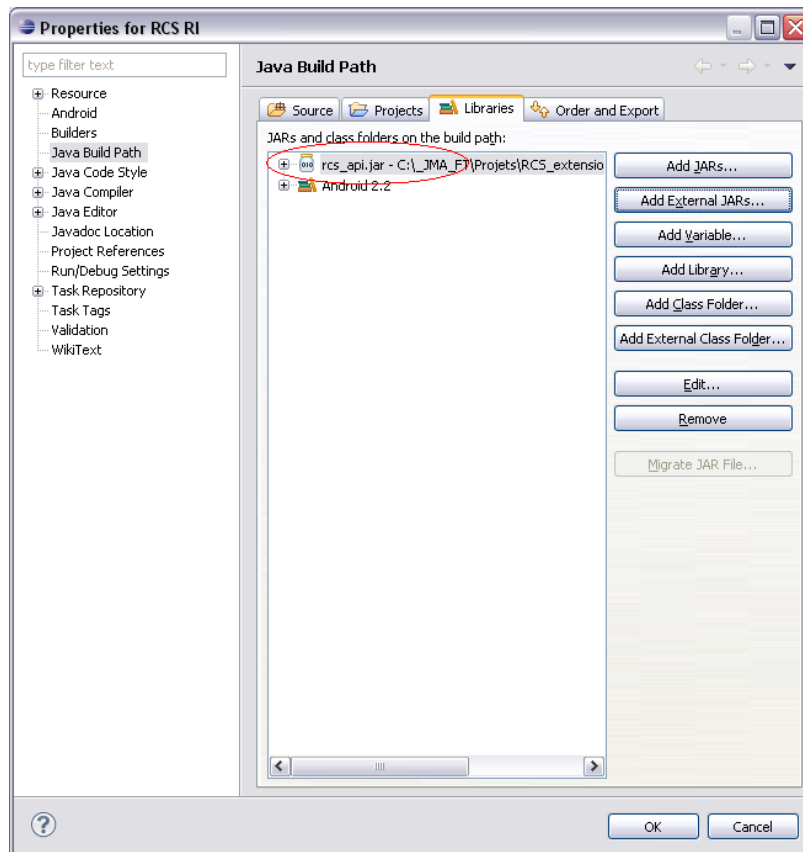 Properties for RCS RI
type filter text
Resource
Android
Builders
Java Build Path
Java Code Style
Java Compiler
Java Editor
Javadoc Location
Project References
Run/Debug Settings
Task Repository
Task Tags
Validation
WikiText
Java Build Path
Source Projects Libraries Order and Export
JARs and class folders on the build path:
rcs_api.jar - C:\_JMA_FT\Projets\RCS_extensio
Android 2.2
Add JARs...
Add External JARs...
Add Variable...
Add Library...
Add Class Folder...
Add External Class Folder...
Edit...
Remove
Migrate JAR File...
OK Cancel